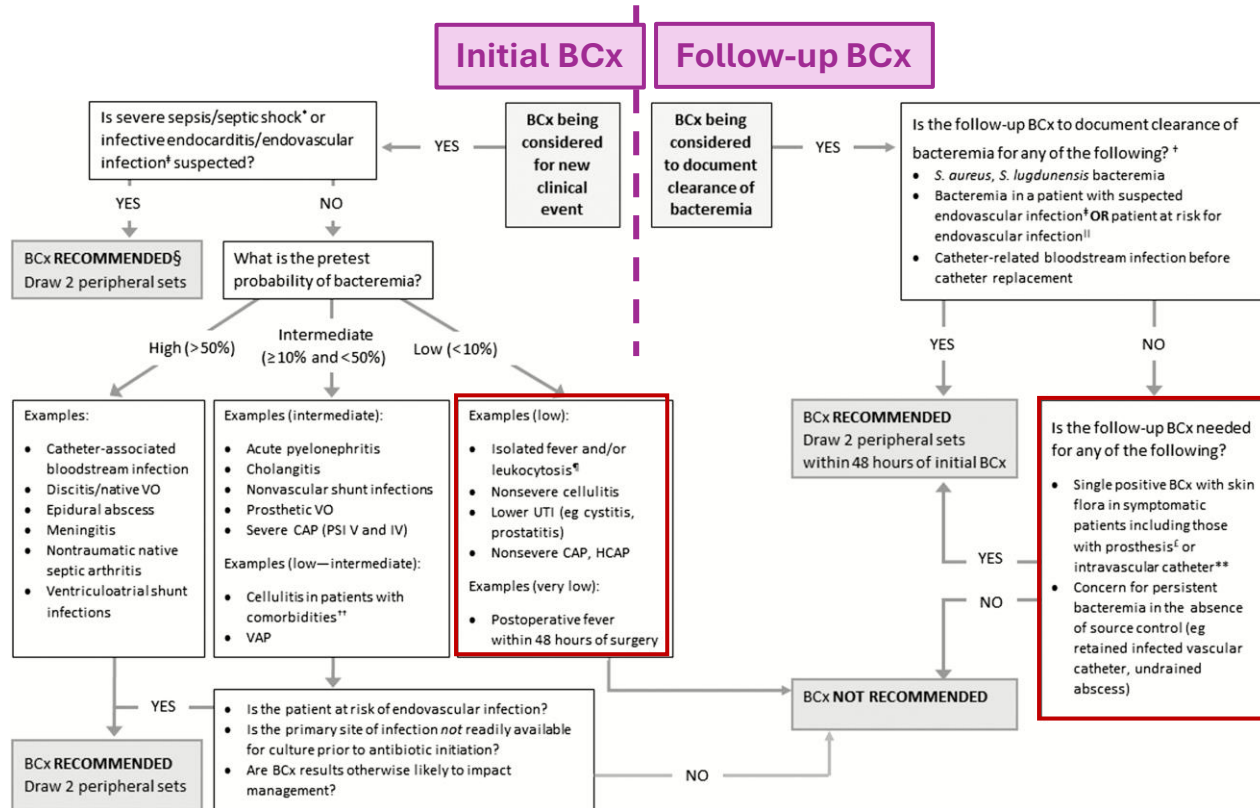 Initial BCx
Follow-up BCx
Is severe sepsis/septic shock* or
infective endocarditis/endovascular
infection‡ suspected?
YES
BCx being
considered
for new
clinical
event
BCx being
considered
to document
clearance of
bacteremia
YES
Is the follow-up BCx to document clearance of
bacteremia for any of the following? †
• S. aureus, S. lugdunensis bacteremia
• Bacteremia in a patient with suspected
endovascular infection‡OR patient at risk for
endovascular infection||
• Catheter-related bloodstream infection before
catheter replacement
YES
NO
BCx RECOMMENDED§
Draw 2 peripheral sets
What is the pretest
probability of bacteremia?
High (>50%)
Intermediate
(≥10% and <50%)
Low (<10%)
YES
NO
Examples:
• Catheter-associated
bloodstream infection
• Discitis/native VO
• Epidural abscess
• Meningitis
• Nontraumatic native
septic arthritis
• Ventriculoatrial shunt
infections
Examples (intermediate):
• Acute pyelonephritis
• Cholangitis
• Nonvascular shunt infections
• Prosthetic VO
• Severe CAP (PSI V and IV)
Examples (low—intermediate):
• Cellulitis in patients with
comorbidities††
• VAP
Examples (low):
• Isolated fever and/or
leukocytosis¶
• Nonsevere cellulitis
• Lower UTI (eg cystitis,
prostatitis)
• Nonsevere CAP, HCAP
Examples (very low):
• Postoperative fever
within 48 hours of surgery
BCx RECOMMENDED
Draw 2 peripheral sets
within 48 hours of initial BCx
Is the follow-up BCx needed
for any of the following?
• Single positive BCx with skin
flora in symptomatic
patients including those
with prosthesis£ or
intravascular catheter**
• Concern for persistent
bacteremia in the absence
of source control (eg
retained infected vascular
catheter, undrained
abscess)
YES
NO
BCx NOT RECOMMENDED
YES
• Is the patient at risk of endovascular infection?
• Is the primary site of infection not readily available
for culture prior to antibiotic initiation?
• Are BCx results otherwise likely to impact
management?
NO
BCx RECOMMENDED
Draw 2 peripheral sets